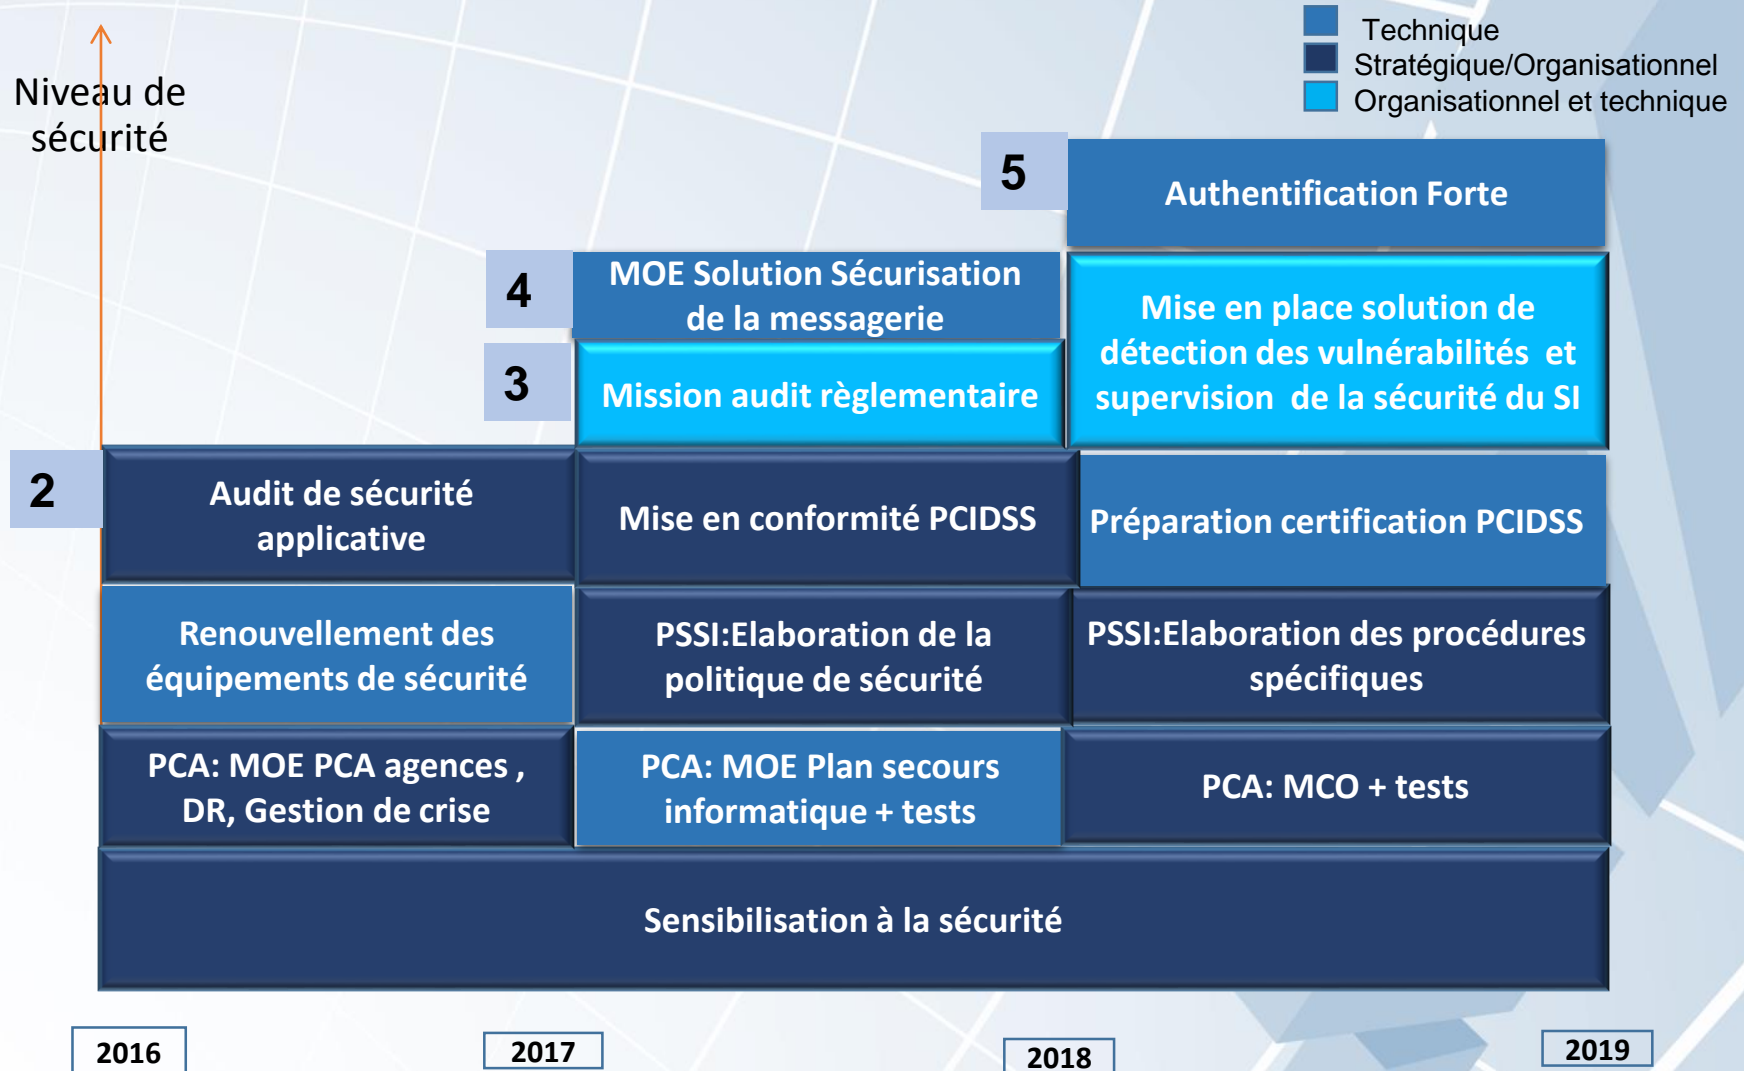 Technique
Stratégique/Organisationnel
Organisationnel et technique
Niveau de
sécurité
5
Authentification Forte
4
MOE Solution Sécurisation
de la messagerie
Mise en place solution de
détection des vulnérabilités et
supervision de la sécurité du SI
3
Mission audit règlementaire
2
Audit de sécurité
applicative
Mise en conformité PCIDSS
Préparation certification PCIDSS
Renouvellement des
équipements de sécurité
PSSI:Elaboration de la
politique de sécurité
PSSI:Elaboration des procédures
spécifiques
PCA: MOE PCA agences ,
DR, Gestion de crise
PCA: MOE Plan secours
informatique + tests
PCA: MCO + tests
Sensibilisation à la sécurité
2016
2017
2018
2019